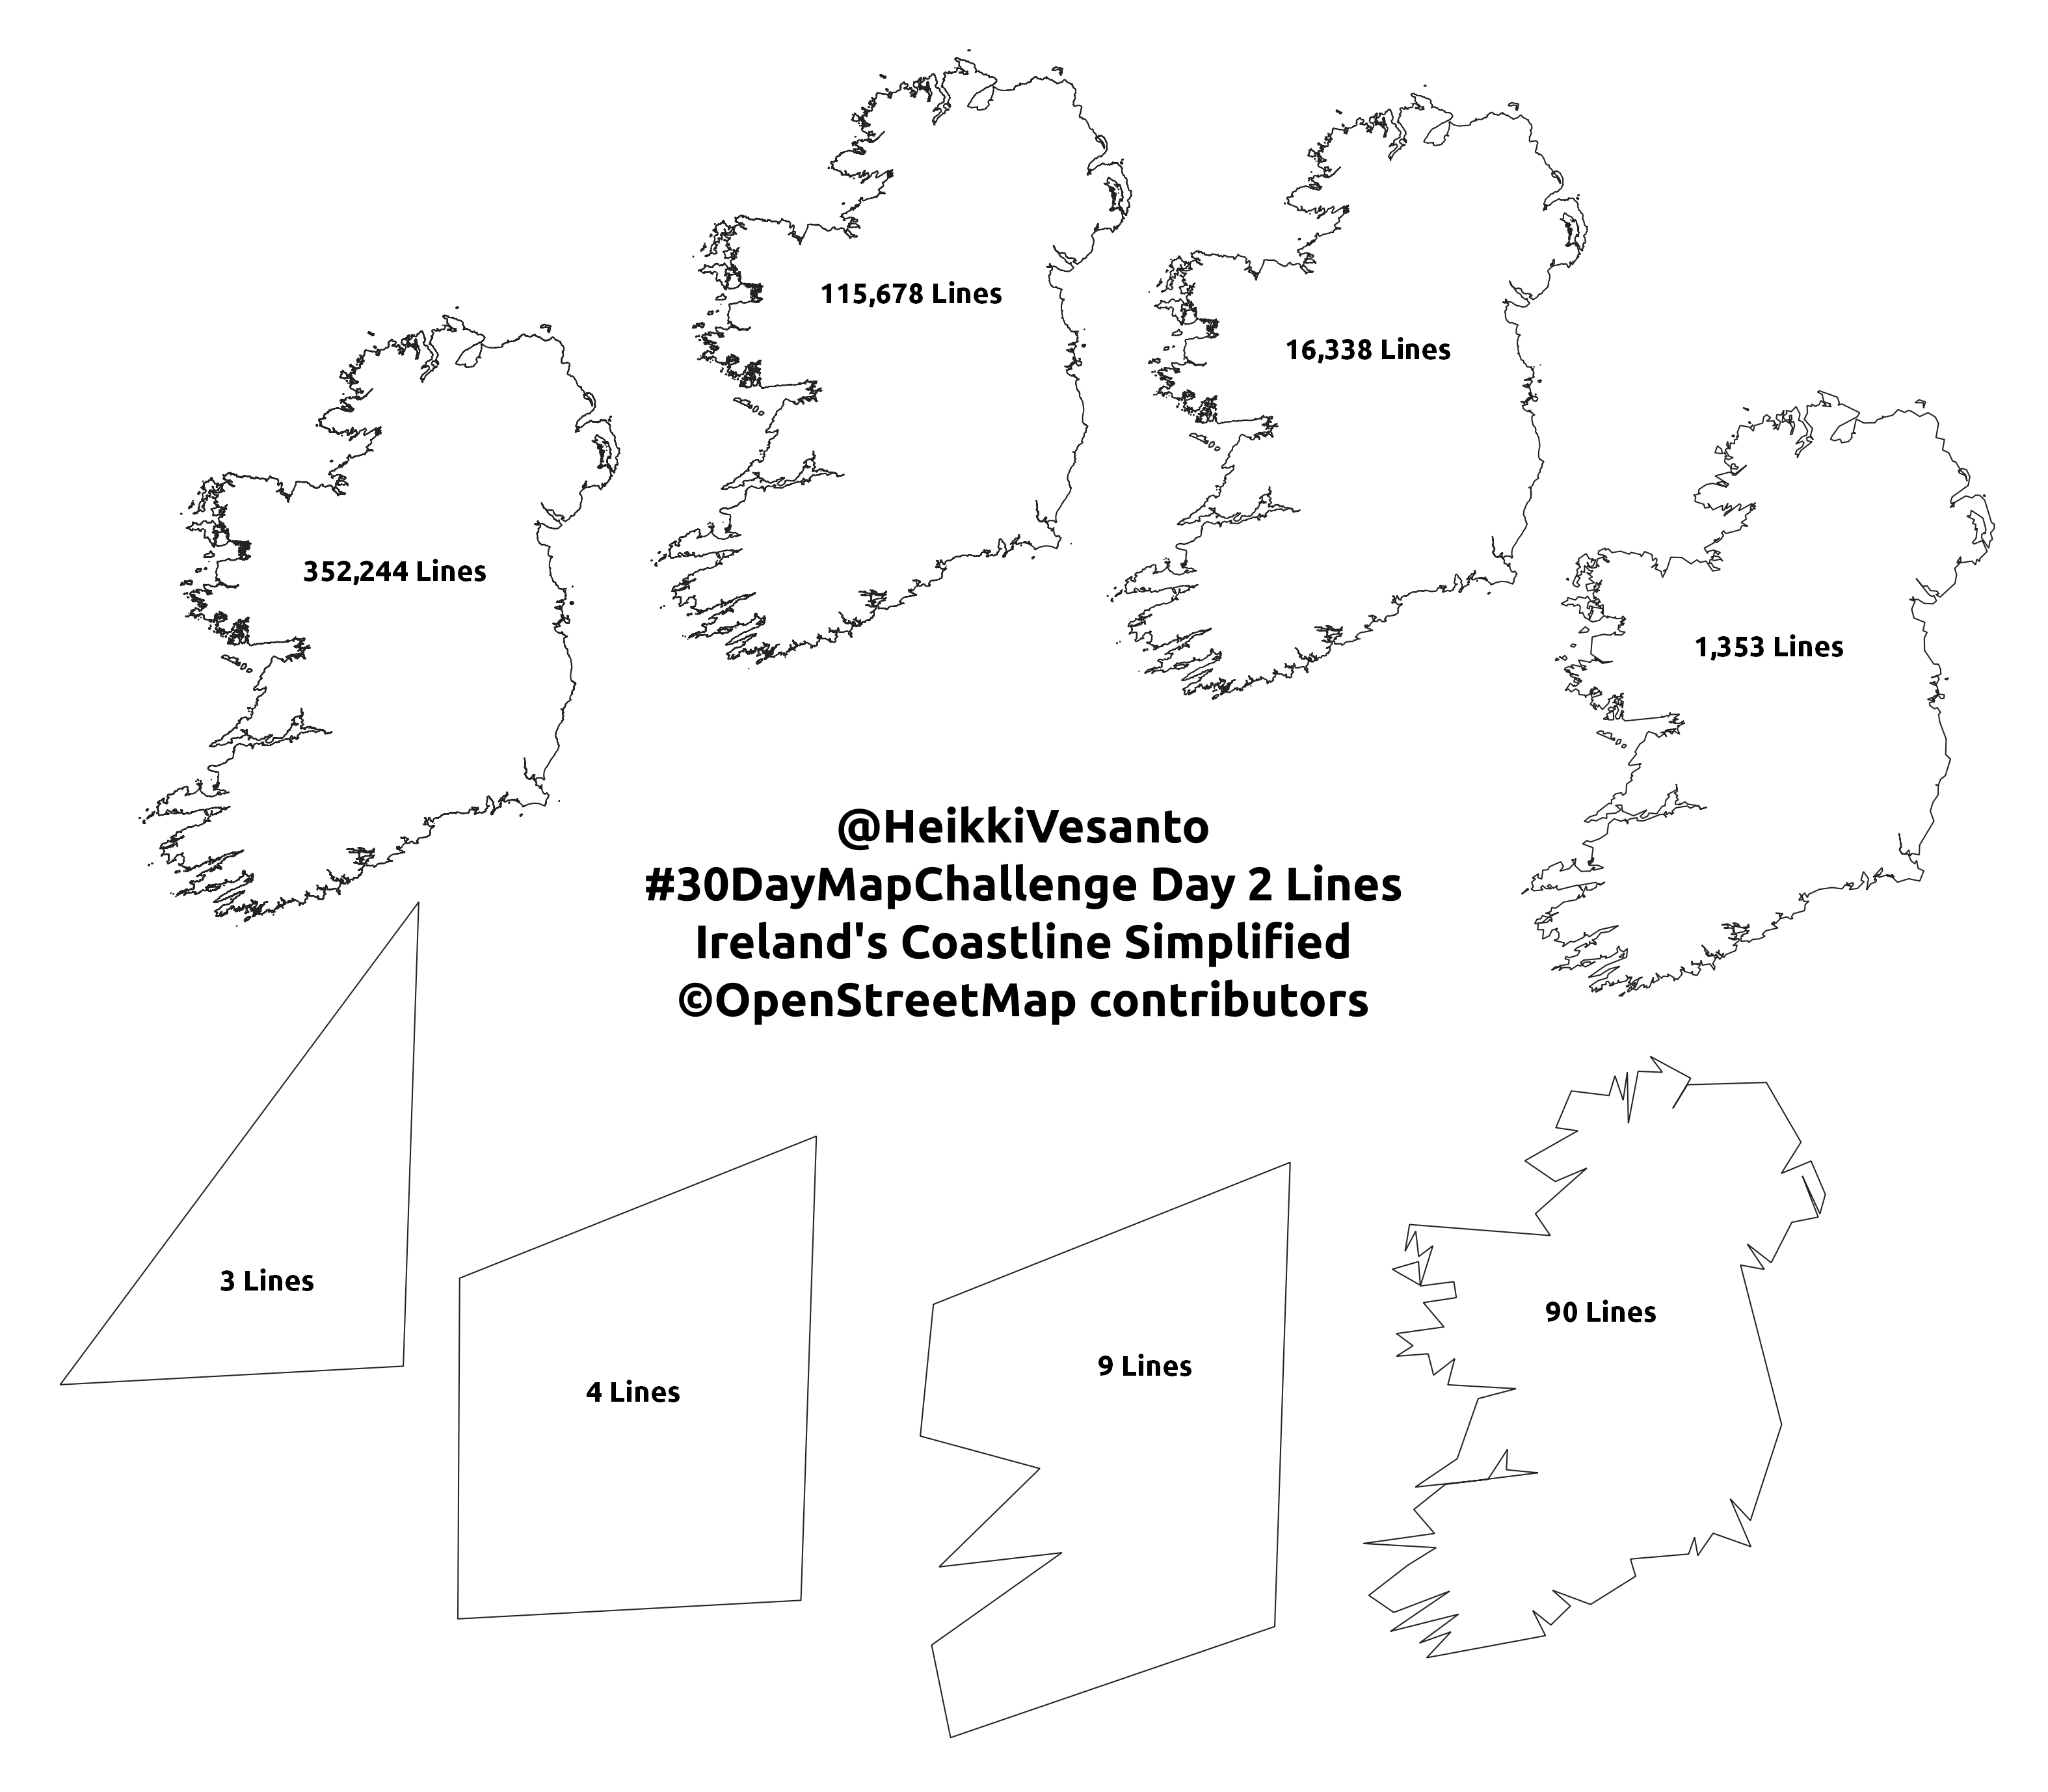 115,678 Lines
16,338 Lines
352,244 Lines
1,353 Lines
@HeikkiVesanto
#30DayMapChallenge Day 2 Lines
Ireland's Coastline Simplified
©OpenStreetMap contributors
3 Lines
4 Lines
9 Lines
90 Lines